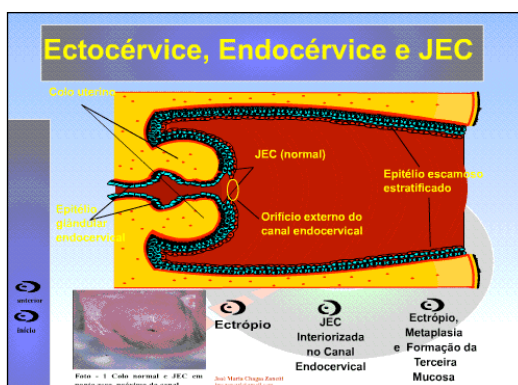 Ectocérvice, Endocérvice e JEC
Colo uterino
JEC (normal)
Epitélio escamoso
estratificado
Epitélio
glandular
endocervical
Orifício externo do
canal endocervical
anterior
início
Ectrópio
JEC
Interiorizada
no Canal
Endocervical
Ectrópio,
Metaplasia
e Formação da
Terceira
Mucosa
Foto - 1 Colo normal e JEC em
José Maria Chagas Zanetti